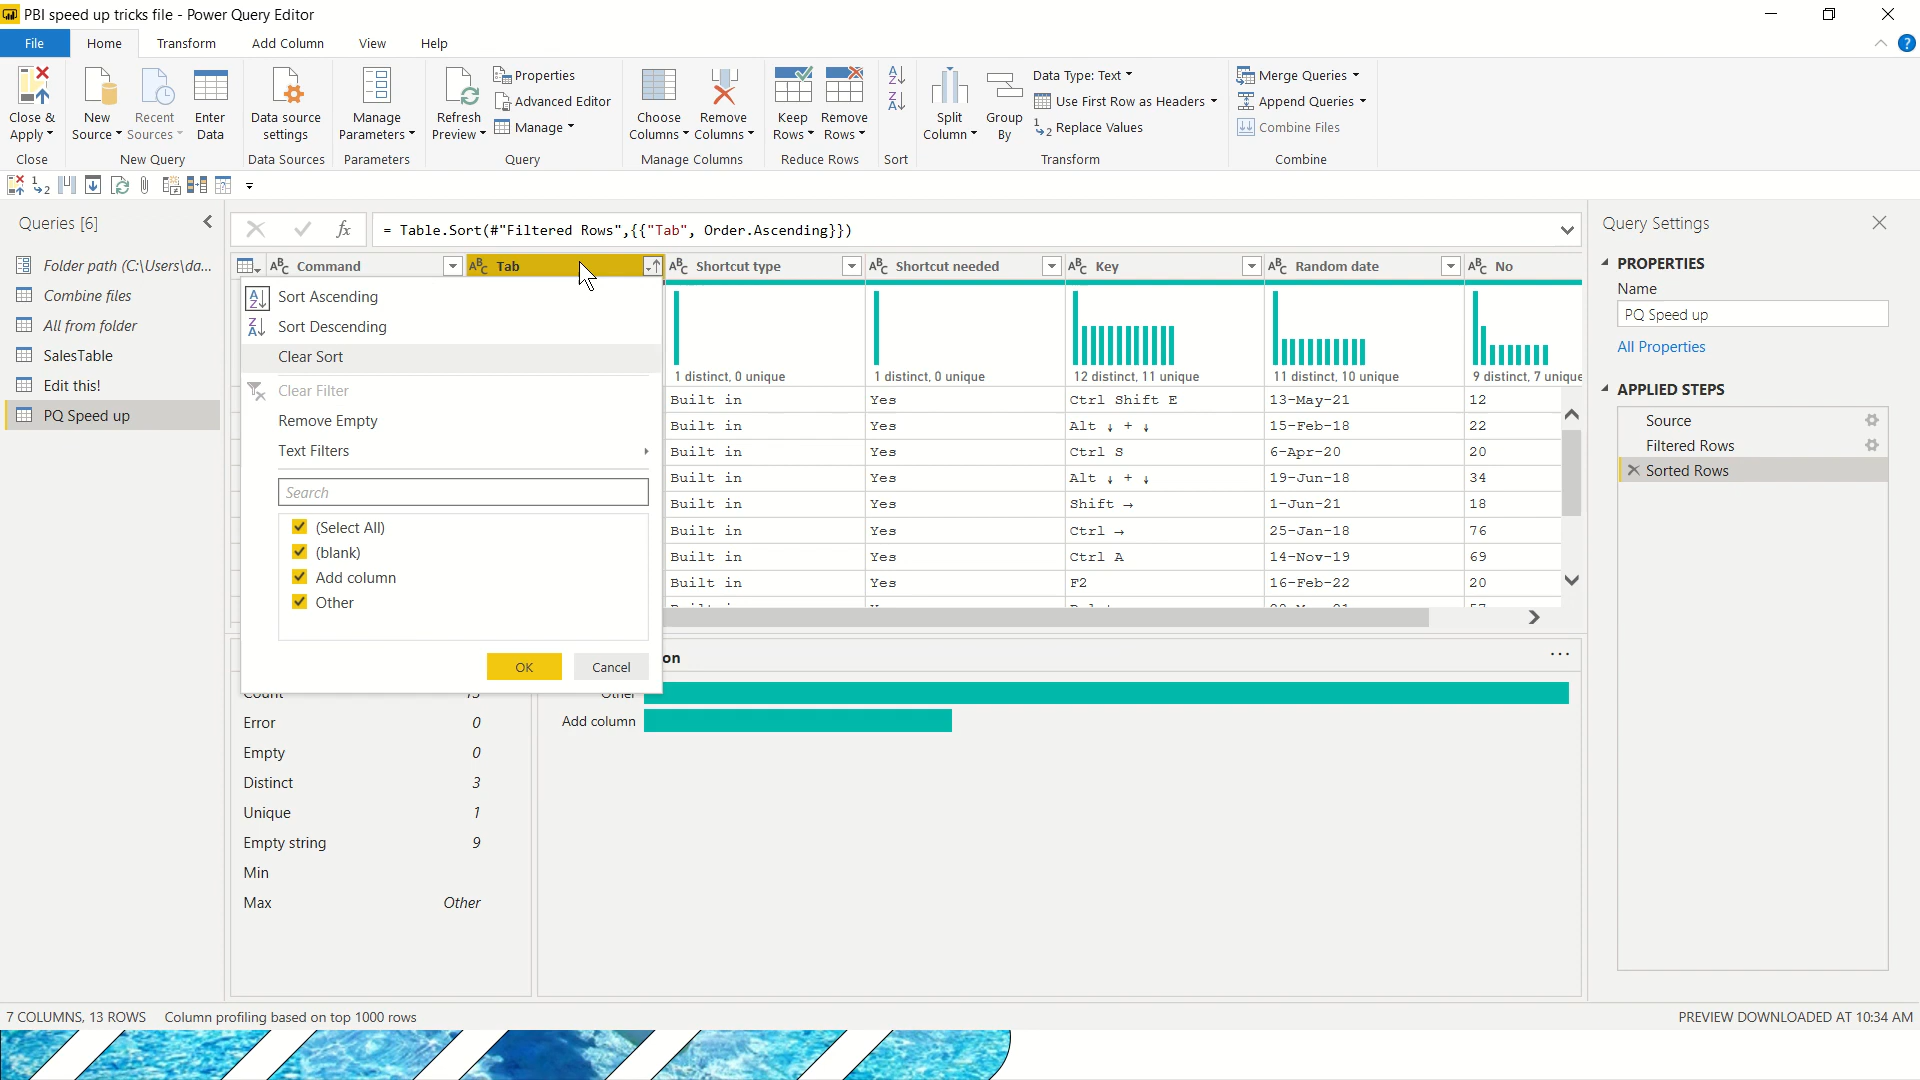 PBI speed up tricks file - Power Query Editor
File Home Transform Add Column View Help
Close & Apply
New Source
Recent Sources
Enter Data
Data source settings
Manage Parameters
Refresh Preview
Properties
Advanced Editor
Manage
Choose Columns
Remove Columns
Keep Rows
Remove Rows
Split Column
Group By
Data Type: Text
Use First Row as Headers
Replace Values
Merge Queries
Append Queries
Combine Files
Close New Query Data Sources Parameters Query Manage Columns Reduce Rows Sort Transform Combine
Queries [6]
Folder path (C:\Users\da...
Combine files
All from folder
SalesTable
Edit this!
PQ Speed up
fx = Table.Sort(#"Filtered Rows",{{"Tab", Order.Ascending}})
Command Tab Shortcut type Shortcut needed Key Random date No
Sort Ascending
Sort Descending
Clear Sort
Clear Filter
Remove Empty
Text Filters
Search
(Select All)
(blank)
Add column
Other
OK Cancel
1 distinct, 0 unique 1 distinct, 0 unique 12 distinct, 11 unique 11 distinct, 10 unique 9 distinct, 7 unique
Built in Yes Ctrl Shift E 13-May-21 12
Built in Yes Alt ↓ + ↓ 15-Feb-18 22
Built in Yes Ctrl S 6-Apr-20 20
Built in Yes Alt ↓ + ↓ 19-Jun-18 34
Built in Yes Shift → 1-Jun-21 18
Built in Yes Ctrl → 25-Jan-18 76
Built in Yes Ctrl A 14-Nov-19 69
Built in Yes F2 16-Feb-22 20
on
Count
Error 0
Empty 0
Distinct 3
Unique 1
Empty string 9
Min
Max Other
Other
Add column
Query Settings
PROPERTIES
Name
PQ Speed up
All Properties
APPLIED STEPS
Source
Filtered Rows
Sorted Rows
7 COLUMNS, 13 ROWS Column profiling based on top 1000 rows
PREVIEW DOWNLOADED AT 10:34 AM